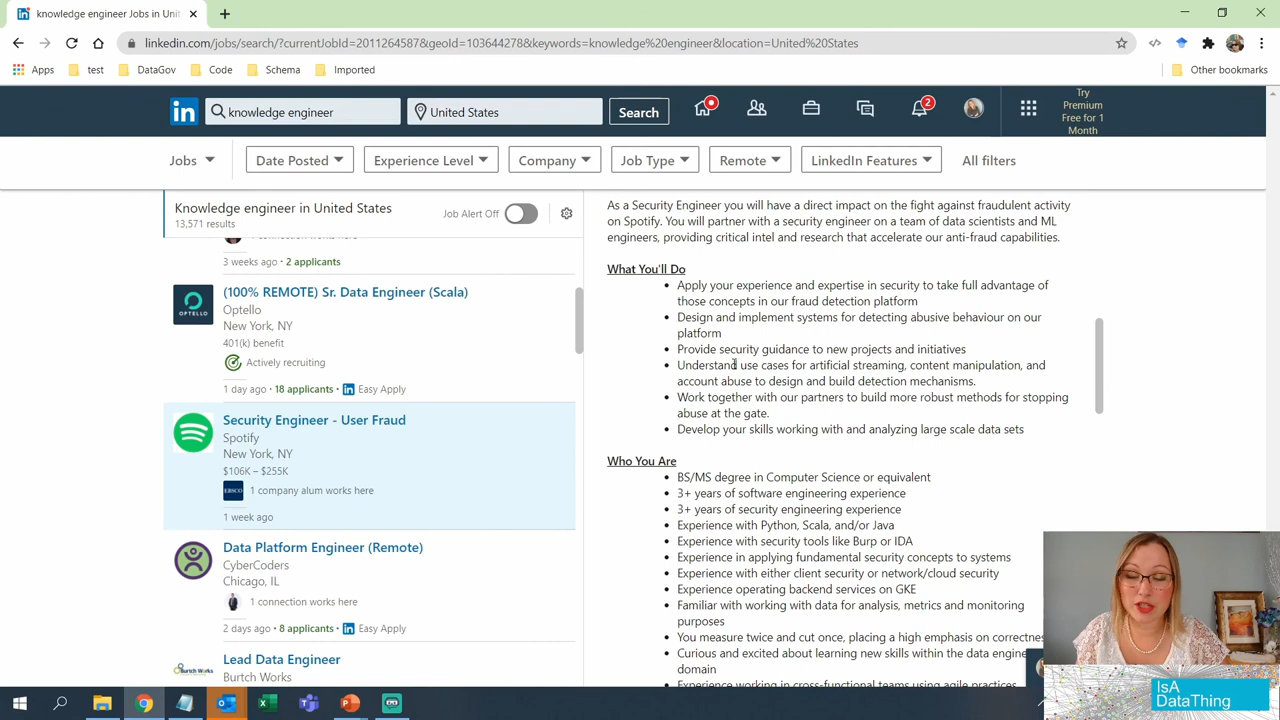 knowledge engineer Jobs in Unit
linkedin.com/jobs/search/?currentJobId=2011264587&geoId=103644278&keywords=knowledge%20engineer&location=United%20States
Apps
test
DataGov
Code
Schema
Imported
Other bookmarks
in
knowledge engineer
United States
Search
2
Try
Premium
Free for 1
Month
Jobs
Date Posted
Experience Level
Company
Job Type
Remote
LinkedIn Features
All filters
Knowledge engineer in United States
13,571 results
Job Alert Off
3 weeks ago • 2 applicants
(100% REMOTE) Sr. Data Engineer (Scala)
Optello
New York, NY
401(k) benefit
Actively recruiting
1 day ago • 18 applicants • in Easy Apply
OPTELLO
Security Engineer - User Fraud
Spotify
New York, NY
$106K – $255K
EBSCO
1 company alum works here
1 week ago
Data Platform Engineer (Remote)
CyberCoders
Chicago, IL
1 connection works here
2 days ago • 8 applicants • in Easy Apply
Lead Data Engineer
Burtch Works
Burtch Works
As a Security Engineer you will have a direct impact on the fight against fraudulent activity
on Spotify. You will partner with a security engineer on a team of data scientists and ML
engineers, providing critical intel and research that accelerate our anti-fraud capabilities.
What You'll Do
• Apply your experience and expertise in security to take full advantage of
those concepts in our fraud detection platform
• Design and implement systems for detecting abusive behaviour on our
platform
• Provide security guidance to new projects and initiatives
• Understand use cases for artificial streaming, content manipulation, and
account abuse to design and build detection mechanisms.
• Work together with our partners to build more robust methods for stopping
abuse at the gate.
• Develop your skills working with and analyzing large scale data sets
Who You Are
• BS/MS degree in Computer Science or equivalent
• 3+ years of software engineering experience
• 3+ years of security engineering experience
• Experience with Python, Scala, and/or Java
• Experience with security tools like Burp or IDA
• Experience in applying fundamental security concepts to systems
• Experience with either client security or network/cloud security
• Experience operating backend services on GKE
• Familiar with working with data for analysis, metrics and monitoring
purposes
• You measure twice and cut once, placing a high emphasis on correctne
• Curious and excited about learning new skills within the data engine
domain
• Experience working in cross-functional teams using agile practices
IsA
DataThing